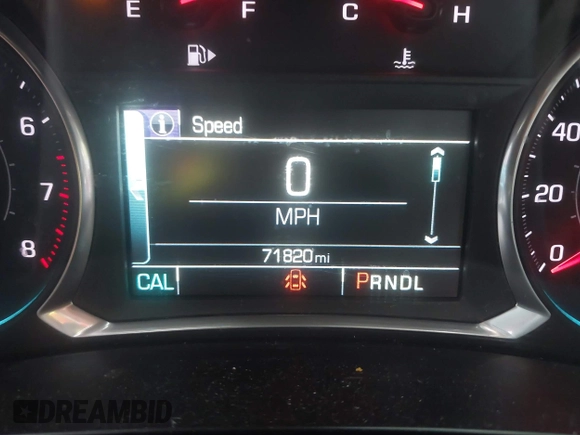 E F C H
Speed
0
MPH
71820 mi
CAL PRNDL
6
7
8
40
20
0
DREAMBID